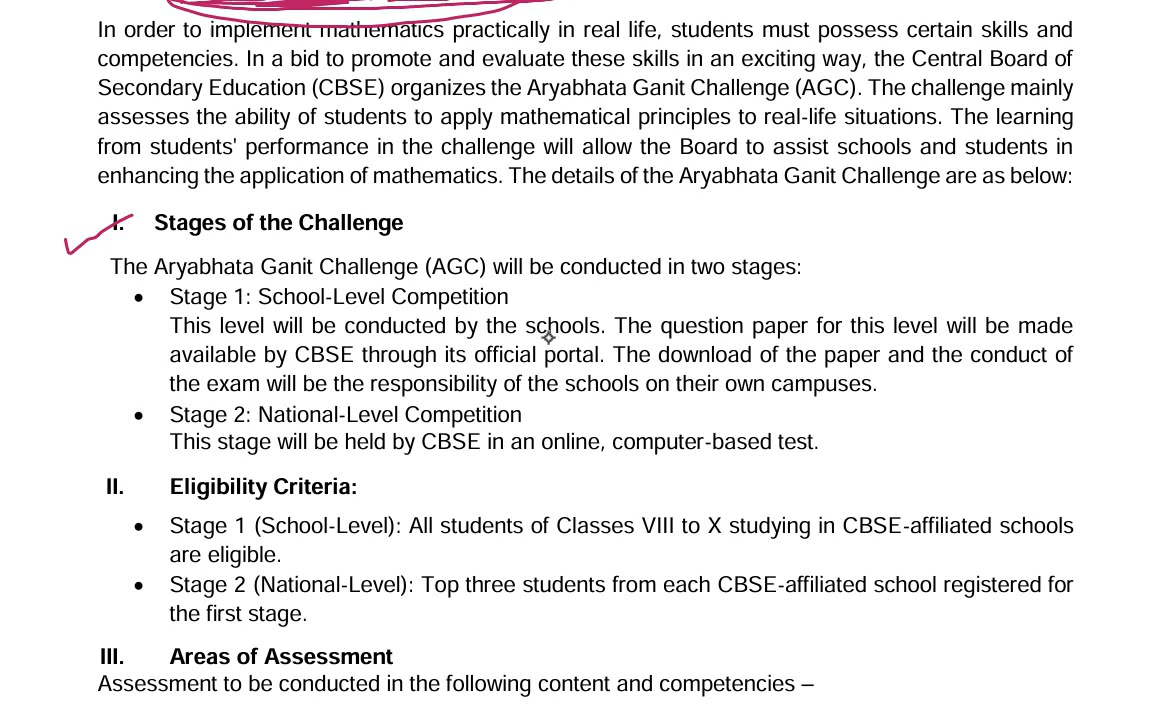 In order to implement mathematics practically in real life, students must possess certain skills and
competencies. In a bid to promote and evaluate these skills in an exciting way, the Central Board of
Secondary Education (CBSE) organizes the Aryabhata Ganit Challenge (AGC). The challenge mainly
assesses the ability of students to apply mathematical principles to real-life situations. The learning
from students' performance in the challenge will allow the Board to assist schools and students in
enhancing the application of mathematics. The details of the Aryabhata Ganit Challenge are as below:
I. Stages of the Challenge
The Aryabhata Ganit Challenge (AGC) will be conducted in two stages:
• Stage 1: School-Level Competition
This level will be conducted by the schools. The question paper for this level will be made
available by CBSE through its official portal. The download of the paper and the conduct of
the exam will be the responsibility of the schools on their own campuses.
• Stage 2: National-Level Competition
This stage will be held by CBSE in an online, computer-based test.
II. Eligibility Criteria:
• Stage 1 (School-Level): All students of Classes VIII to X studying in CBSE-affiliated schools
are eligible.
• Stage 2 (National-Level): Top three students from each CBSE-affiliated school registered for
the first stage.
III. Areas of Assessment
Assessment to be conducted in the following content and competencies –